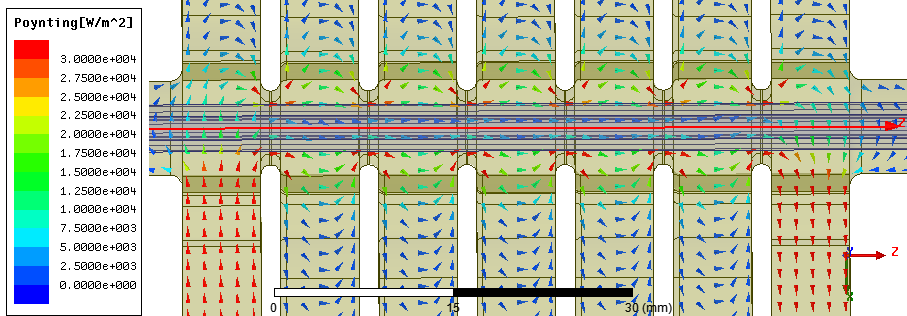 Poynting[W/m^2]
3.0000e+004
2.7500e+004
2.5000e+004
2.2500e+004
2.0000e+004
1.7500e+004
1.5000e+004
1.2500e+004
1.0000e+004
7.5000e+003
5.0000e+003
2.5000e+003
0.0000e+000
Z
0 15 30 (mm)